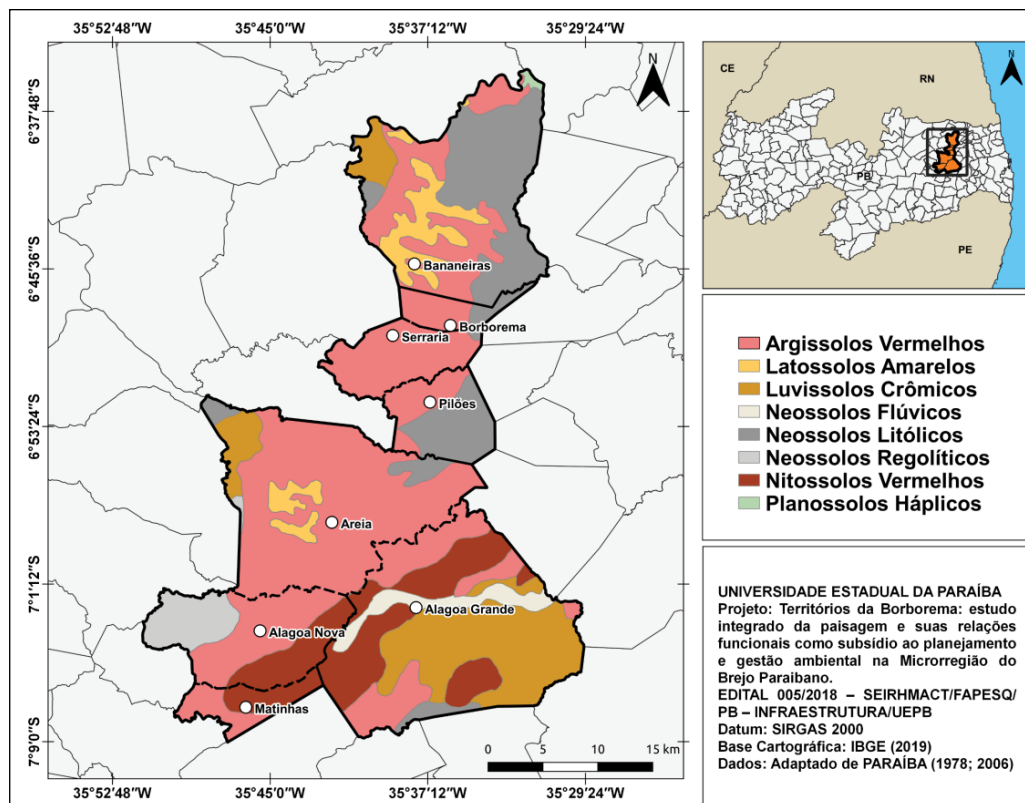 35°52'48"W 35°45'0"W 35°37'12"W 35°29'24"W
6°37'48"S
6°45'36"S
6°53'24"S
7°1'12"S
7°9'0"S
N
Bananeiras
Borborema
Serraria
Pilões
Areia
Alagoa Grande
Alagoa Nova
Matinhas
0 5 10 15 km
35°52'48"W 35°45'0"W 35°37'12"W 35°29'24"W
N
CE
RN
PB
PE
Argissolos Vermelhos
Latossolos Amarelos
Luvissolos Crômicos
Neossolos Flúvicos
Neossolos Litólicos
Neossolos Regolíticos
Nitossolos Vermelhos
Planossolos Háplicos
UNIVERSIDADE ESTADUAL DA PARAÍBA
Projeto: Territórios da Borborema: estudo
integrado da paisagem e suas relações
funcionais como subsídio ao planejamento
e gestão ambiental na Microrregião do
Brejo Paraibano.
EDITAL 005/2018 – SEIRHMACT/FAPESQ/
PB – INFRAESTRUTURA/UEPB
Datum: SIRGAS 2000
Base Cartográfica: IBGE (2019)
Dados: Adaptado de PARAÍBA (1978; 2006)